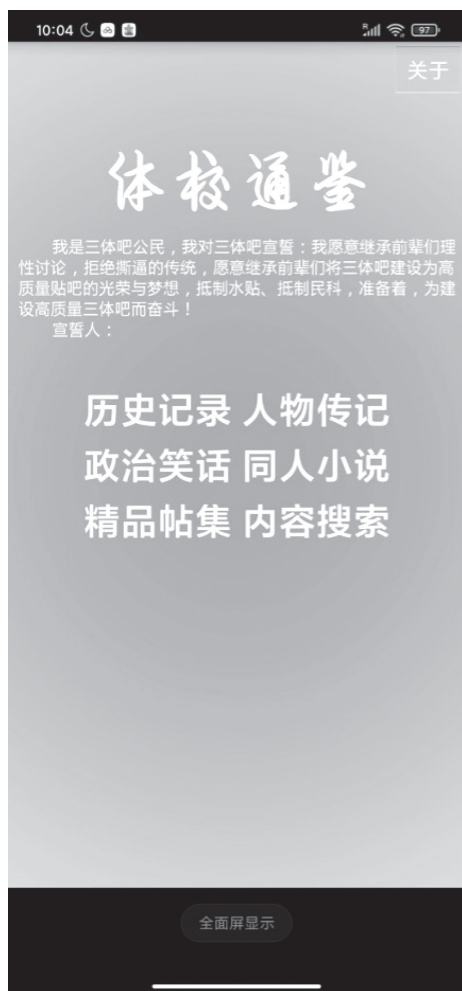 10:04
97
关于
体校通鉴
我是三体吧公民，我对三体吧宣誓：我愿意继承前辈们理
性讨论，拒绝撕逼的传统，愿意继承前辈们将三体吧建设为高
质量贴吧的光荣与梦想，抵制水贴、抵制民科，准备着，为建
设高质量三体吧而奋斗！
宣誓人：
历史记录 人物传记
政治笑话 同人小说
精品帖集 内容搜索
全面屏显示